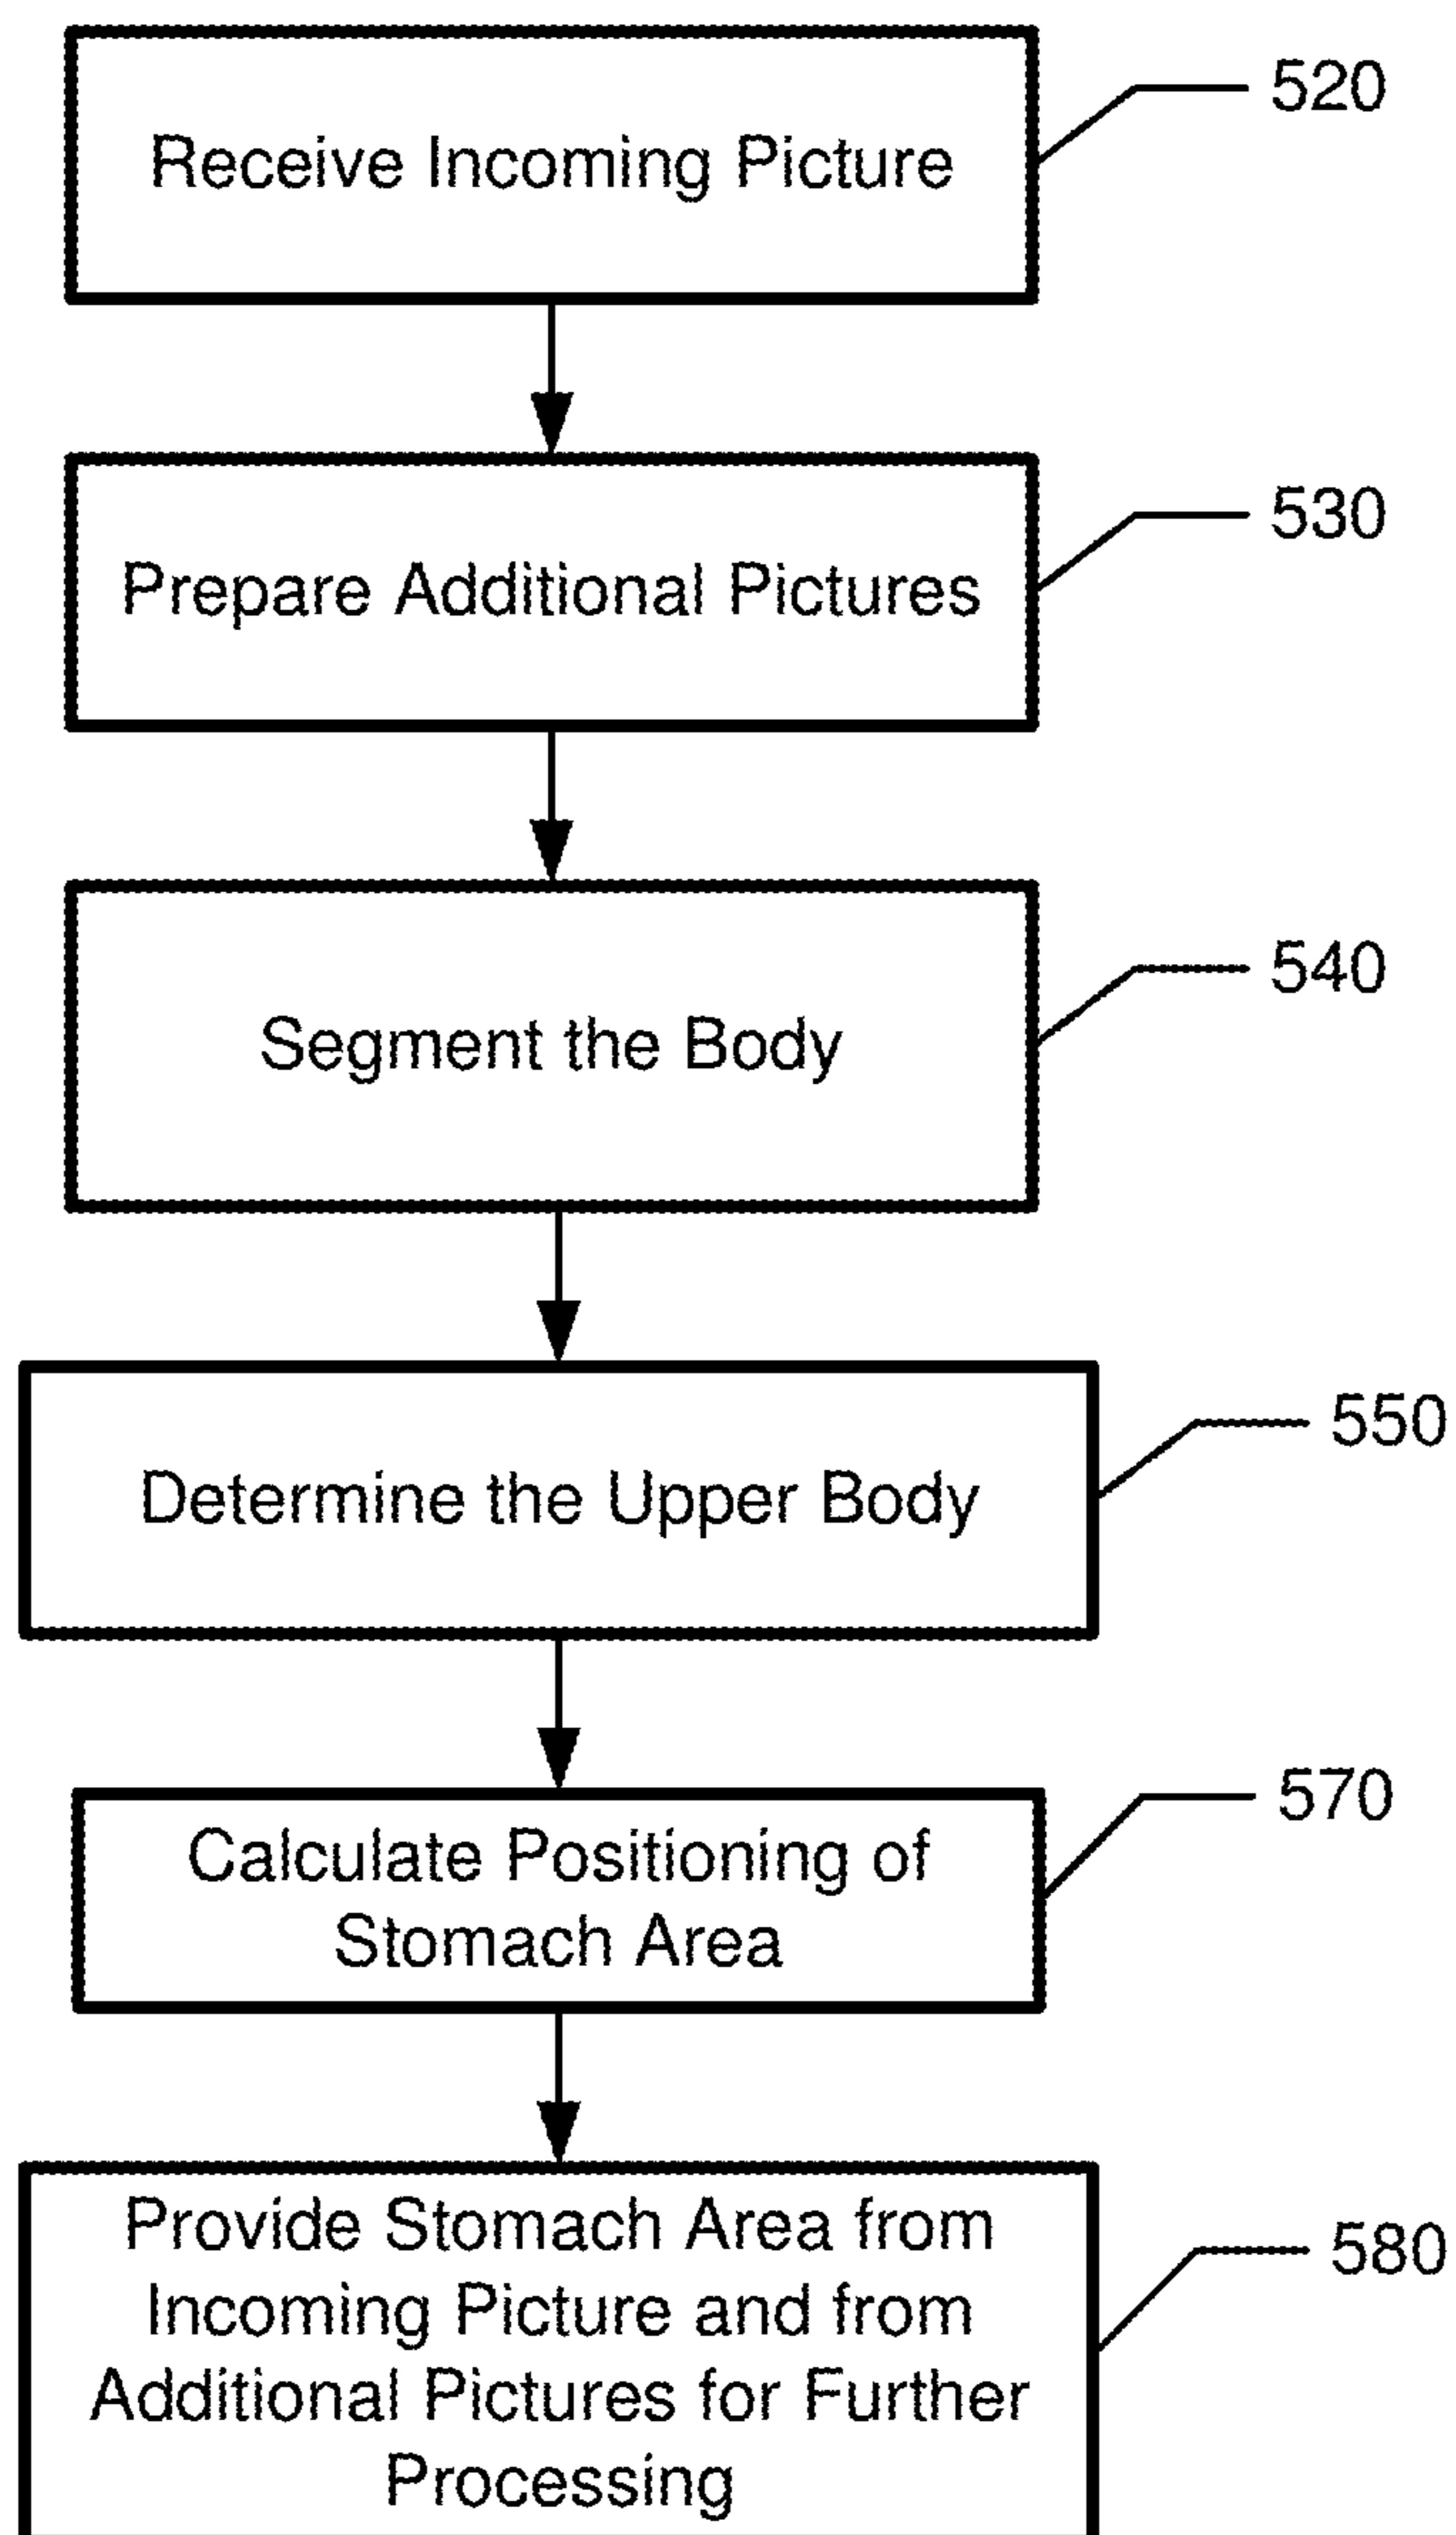 Receive Incoming Picture
520
Prepare Additional Pictures
530
Segment the Body
540
Determine the Upper Body
550
Calculate Positioning of
Stomach Area
570
Provide Stomach Area from
Incoming Picture and from
Additional Pictures for Further
Processing
580